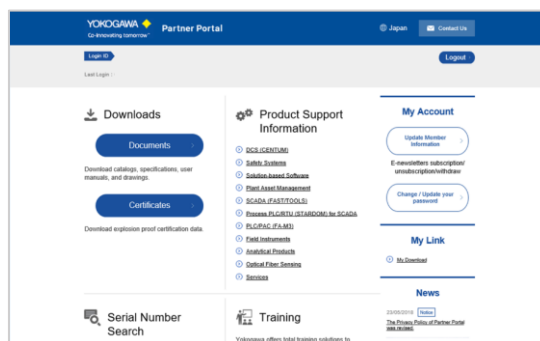 YOKOGAWA
Co-innovating tomorrow™
Partner Portal
Japan
Contact Us
Login ID
Logout
Last Login :
Downloads
Documents
Download catalogs, specifications, user
manuals, and drawings.
Certificates
Download explosion proof certification data.
Product Support
Information
DCS (CENTUM)
Safety Systems
Solution-based Software
Plant Asset Management
SCADA (FAST/TOOLS)
Process PLC/RTU (STARDOM) for SCADA
PLC/PAC (FA-M3)
Field Instruments
Analytical Products
Optical Fiber Sensing
Services
My Account
Update Member
Information
E-newsletters subscription/
unsubscription/withdraw
Change / Update your
password
My Link
My Download
News
23/05/2018 Notice
The Privacy Policy of Partner Portal
was revised.
Serial Number
Search
Training
Yokogawa offers total training solutions to